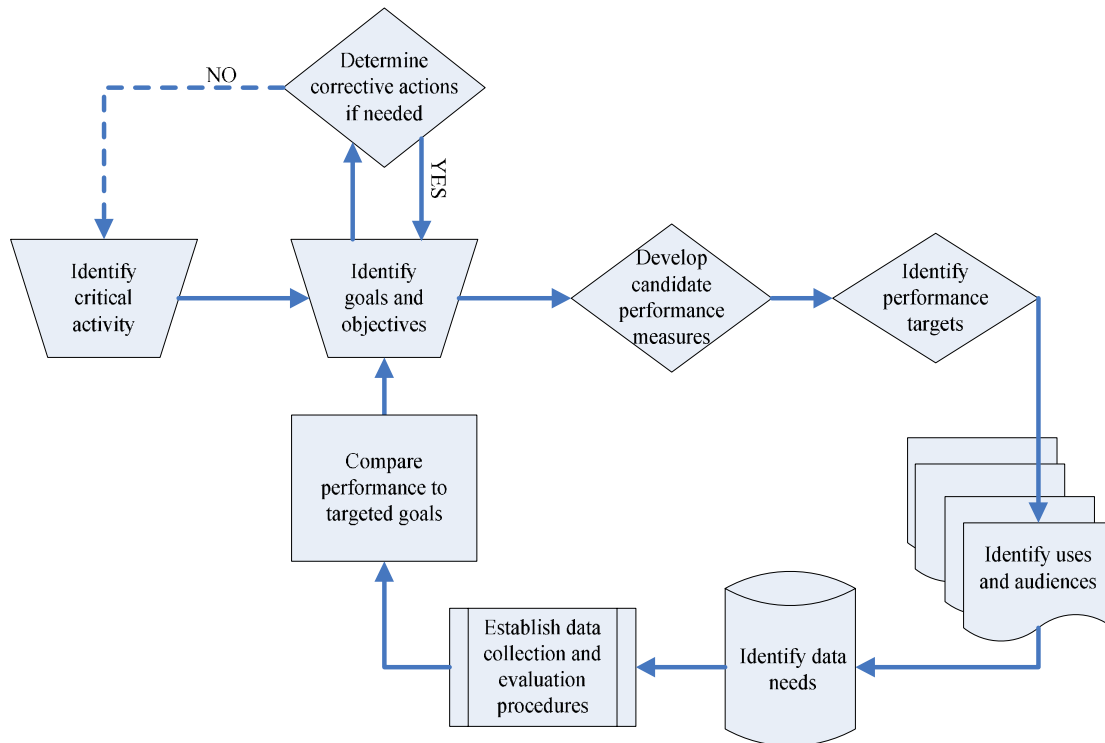 Determine
corrective actions
if needed
NO
YES
Identify
critical
activity
Identify
goals and
objectives
Develop
candidate
performance
measures
Identify
performance
targets
Compare
performance to
targeted goals
Identify uses
and audiences
Establish data
collection and
evaluation
procedures
Identify data
needs